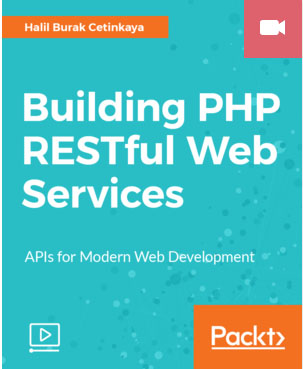 Halil Burak Cetinkaya
Building PHP
RESTful Web
Services
APIs for Modern Web Development
Packt>